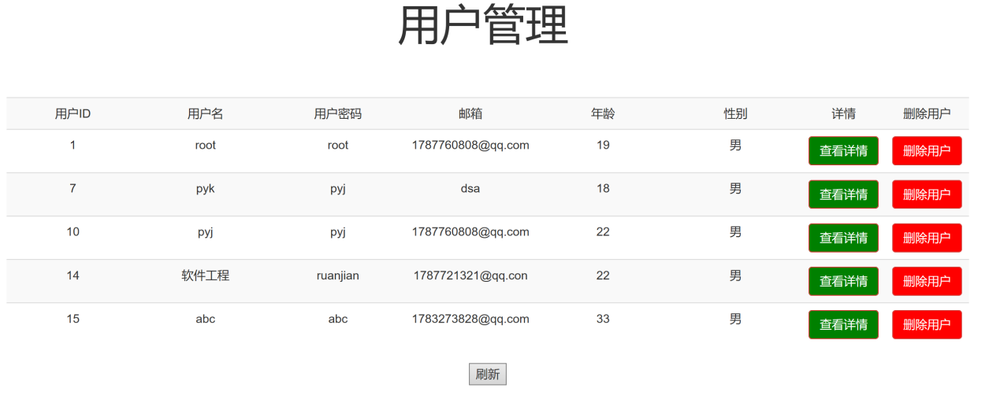 用户管理
用户ID 用户名 用户密码 邮箱 年龄 性别 详情 删除用户
1 root root 1787760808@qq.com 19 男 查看详情 删除用户
7 pyk pyj dsa 18 男 查看详情 删除用户
10 pyj pyj 1787760808@qq.com 22 男 查看详情 删除用户
14 软件工程 ruanjian 1787721321@qq.con 22 男 查看详情 删除用户
15 abc abc 1783273828@qq.com 33 男 查看详情 删除用户
刷新